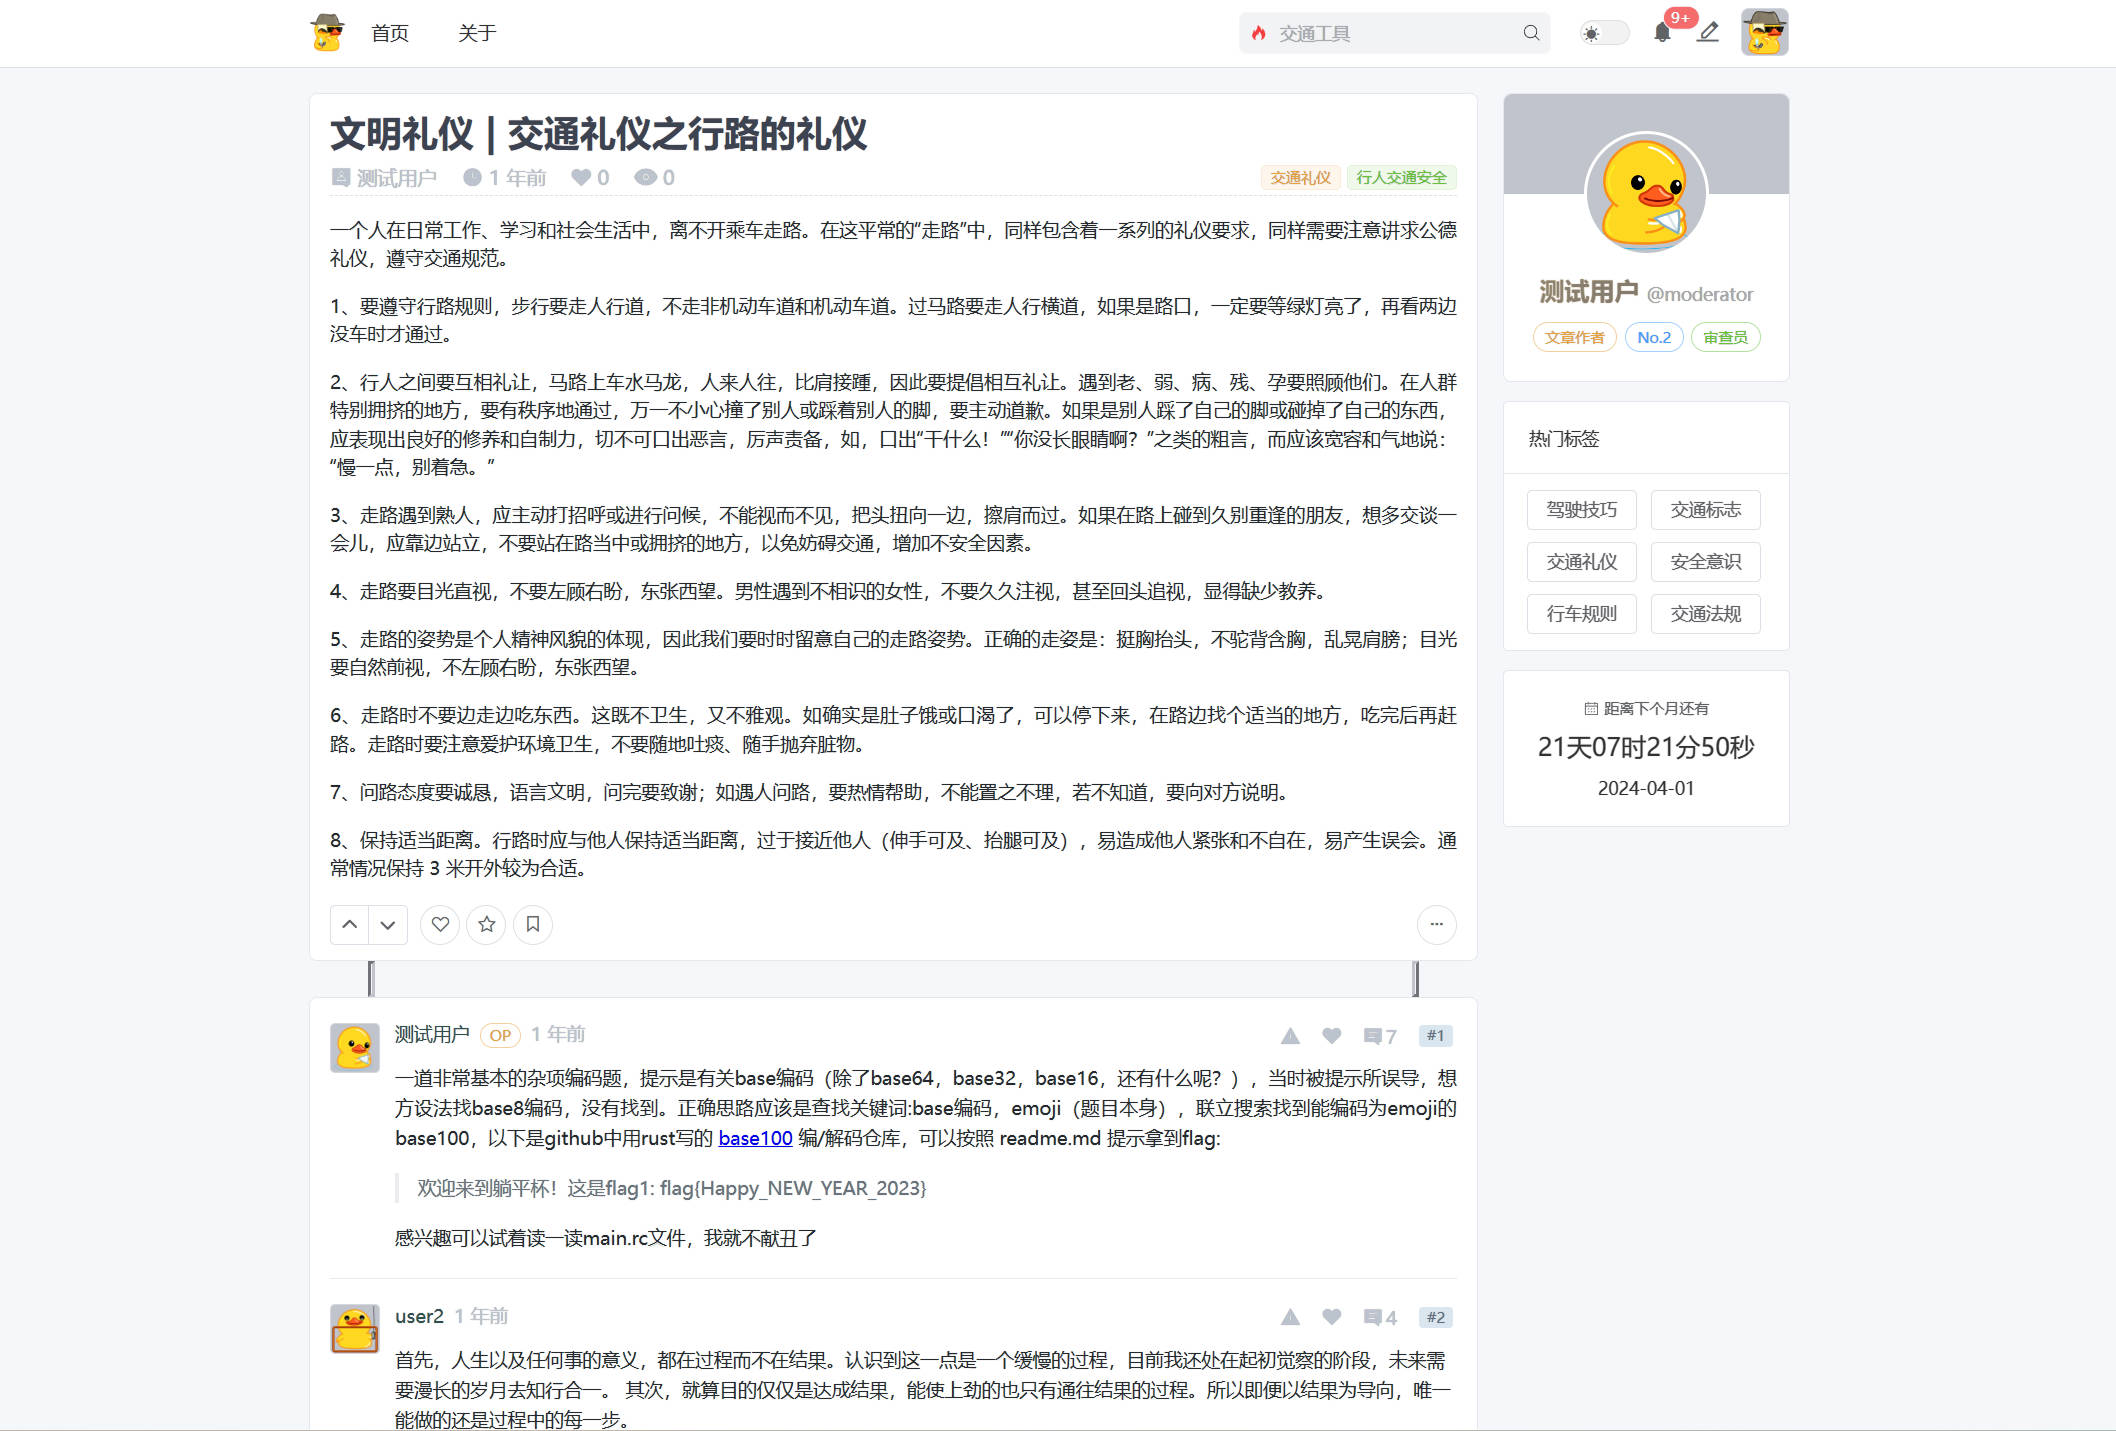 首页
关于
交通工具
9+
文明礼仪 | 交通礼仪之行路的礼仪
测试用户 1 年前 0 0
交通礼仪 行人交通安全
一个人在日常工作、学习和社会生活中，离不开乘车走路。在这平常的“走路”中，同样包含着一系列的礼仪要求，同样需要注意讲求公德
礼仪，遵守交通规范。
1、要遵守行路规则，步行要走人行道，不走非机动车道和机动车道。过马路要走人行横道，如果是路口，一定要等绿灯亮了，再看两边
没车时才通过。
2、行人之间要互相礼让，马路上车水马龙，人来人往，比肩接踵，因此要提倡相互礼让。遇到老、弱、病、残、孕要照顾他们。在人群
特别拥挤的地方，要有秩序地通过，万一不小心撞了别人或踩着别人的脚，要主动道歉。如果是别人踩了自己的脚或碰掉了自己的东西，
应表现出良好的修养和自制力，切不可口出恶言，厉声责备，如，口出“干什么！”“你没长眼睛啊？”之类的粗言，而应该宽容和气地说：
“慢一点，别着急。”
3、走路遇到熟人，应主动打招呼或进行问候，不能视而不见，把头扭向一边，擦肩而过。如果在路上碰到久别重逢的朋友，想多交谈一
会儿，应靠边站立，不要站在路当中或拥挤的地方，以免妨碍交通，增加不安全因素。
4、走路要目光直视，不要左顾右盼，东张西望。男性遇到不相识的女性，不要久久注视，甚至回头追视，显得缺少教养。
5、走路的姿势是个人精神风貌的体现，因此我们要时时留意自己的走路姿势。正确的走姿是：挺胸抬头，不驼背含胸，乱晃肩膀；目光
要自然前视，不左顾右盼，东张西望。
6、走路时不要边走边吃东西。这既不卫生，又不雅观。如确实是肚子饿或口渴了，可以停下来，在路边找个适当的地方，吃完后再赶
路。走路时要注意爱护环境卫生，不要随地吐痰、随手抛弃脏物。
7、问路态度要诚恳，语言文明，问完要致谢；如遇人问路，要热情帮助，不能置之不理，若不知道，要向对方说明。
8、保持适当距离。行路时应与他人保持适当距离，过于接近他人（伸手可及、抬腿可及），易造成他人紧张和不自在，易产生误会。通
常情况保持 3 米开外较为合适。
测试用户 OP 1 年前
7 #1
一道非常基本的杂项编码题，提示是有关base编码（除了base64，base32，base16，还有什么呢？），当时被提示所误导，想
方设法找base8编码，没有找到。正确思路应该是查找关键词:base编码，emoji（题目本身），联立搜索找到能编码为emoji的
base100，以下是github中用rust写的 base100 编/解码仓库，可以按照 readme.md 提示拿到flag:
欢迎来到躺平杯！这是flag1: flag{Happy_NEW_YEAR_2023}
感兴趣可以试着读一读main.rc文件，我就不献丑了
user2 1 年前
4 #2
首先，人生以及任何事的意义，都在过程而不在结果。认识到这一点是一个缓慢的过程，目前我还处在起初觉察的阶段，未来需
要漫长的岁月去知行合一。 其次，就算目的仅仅是达成结果，能使上劲的也只有通往结果的过程。所以即便以结果为导向，唯一
能做的还是过程中的每一步。
测试用户 @moderator
文章作者 No.2 审查员
热门标签
驾驶技巧 交通标志
交通礼仪 安全意识
行车规则 交通法规
距离下个月还有
21天07时21分50秒
2024-04-01